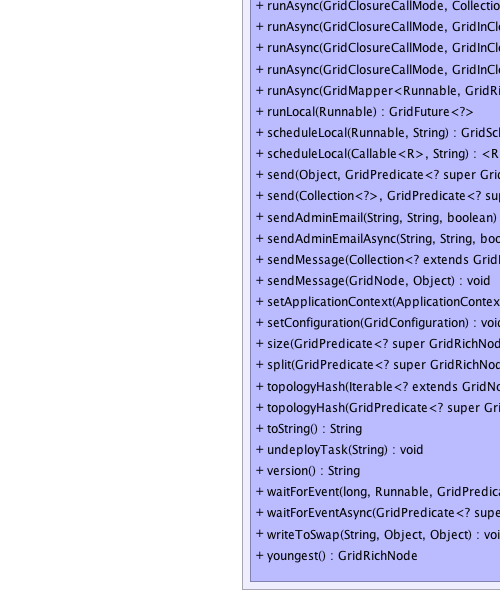 + runAsync(GridClosureCallMode, Collectio
+ runAsync(GridClosureCallMode, GridInCl
+ runAsync(GridClosureCallMode, GridInCl
+ runAsync(GridClosureCallMode, GridInCl
+ runAsync(GridMapper<Runnable, GridRi
+ runLocal(Runnable) : GridFuture<?>
+ scheduleLocal(Runnable, String) : GridSc
+ scheduleLocal(Callable<R>, String) : <R
+ send(Object, GridPredicate<? super Gri
+ send(Collection<?>, GridPredicate<? su
+ sendAdminEmail(String, String, boolean)
+ sendAdminEmailAsync(String, String, boo
+ sendMessage(Collection<? extends Grid
+ sendMessage(GridNode, Object) : void
+ setApplicationContext(ApplicationContex
+ setConfiguration(GridConfiguration) : voi
+ size(GridPredicate<? super GridRichNod
+ split(GridPredicate<? super GridRichNo
+ topologyHash(Iterable<? extends GridNo
+ topologyHash(GridPredicate<? super Gr
+ toString() : String
+ undeployTask(String) : void
+ version() : String
+ waitForEvent(long, Runnable, GridPredic
+ waitForEventAsync(GridPredicate<? supe
+ writeToSwap(String, Object, Object) : voi
+ youngest() : GridRichNode